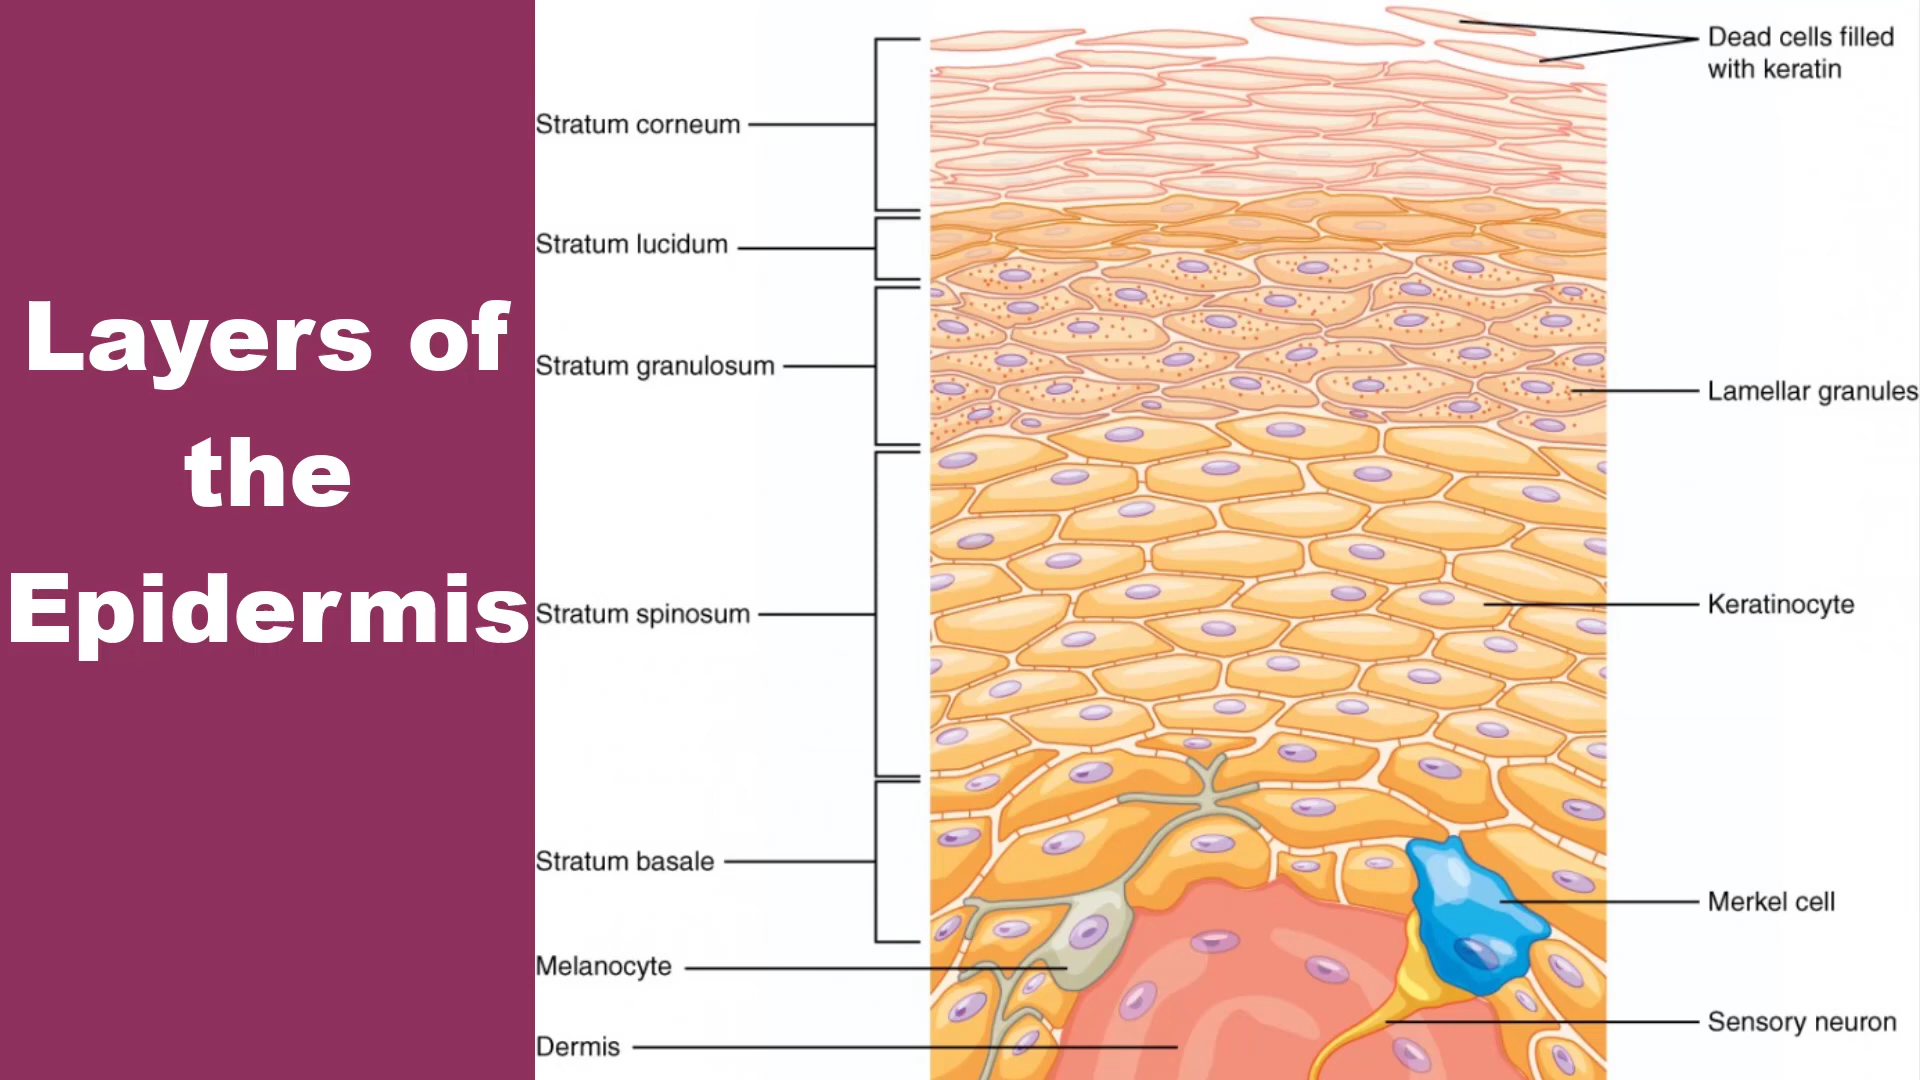 Layers of
the
Epidermis
Stratum corneum
Stratum lucidum
Stratum granulosum
Stratum spinosum
Stratum basale
Melanocyte
Dermis
Dead cells filled
with keratin
Lamellar granules
Keratinocyte
Merkel cell
Sensory neuron